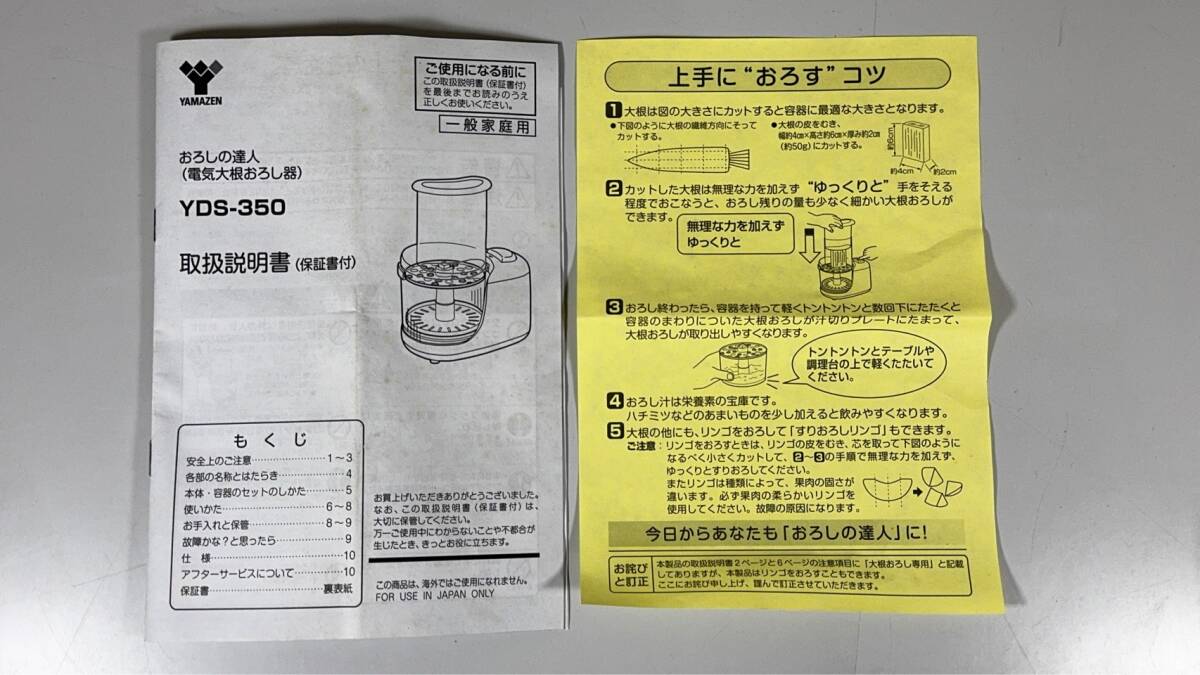 YAMAZEN
ご使用になる前に
この取扱説明書(保証書付)
を最後までお読みのうえ
正しくお使いください。
一般家庭用
おろしの達人
(電気大根おろし器)
YDS-350
取扱説明書(保証書付)
もくじ
安全上のご注意…………………1〜3
各部の名称とはたらき……………4
本体・容器のセットのしかた………5
使いかた…………………………6〜8
お手入れと保管…………………8〜9
故障かな?と思ったら……………9
仕 様………………………………10
アフターサービスについて………10
保証書……………………………裏表紙
お買上げいただきありがとうございました。
なお、この取扱説明書(保証書付)は、
大切に保管してください。
万一ご使用中にわからないことや不都合が
生じたとき、きっとお役に立ちます。
この商品は、海外ではご使用になれません。
FOR USE IN JAPAN ONLY
上手に“おろす”コツ
1 大根は図の大きさにカットすると容器に最適な大きさとなります。
●下図のように大根の繊維方向にそって
カットする。
●大根の皮をむき、
幅約4cm×高さ約6cm×厚み約2cm
(約50g)にカットする。
約6cm
約4cm
約2cm
2 カットした大根は無理な力を加えず“ゆっくりと”手をそえる
程度でおこなうと、おろし残りの量も少なく細かい大根おろしが
できます。
無理な力を加えず
ゆっくりと
3 おろし終わったら、容器を持って軽くトントントンと数回下にたたくと
容器のまわりについた大根おろしが汁切りプレートにたまって、
大根おろしが取り出しやすくなります。
トントントンとテーブルや
調理台の上で軽くたたいて
ください。
4 おろし汁は栄養素の宝庫です。
ハチミツなどのあまいものを少し加えると飲みやすくなります。
5 大根の他にも、リンゴをおろして「すりおろしリンゴ」もできます。
ご注意:リンゴをおろすときは、リンゴの皮をむき、芯を取って下図のように
なるべく小さくカットして、2〜3の手順で無理な力を加えず、
ゆっくりとすりおろしてください。
またリンゴは種類によって、果肉の固さが
違います。必ず果肉の柔らかいリンゴを
使用してください。故障の原因になります。
今日からあなたも「おろしの達人」に!
お詫び
と訂正
本製品の取扱説明書2ページと6ページの注意項目に「大根おろし専用」と記載
してありますが、本製品はリンゴをおろすこともできます。
ここにお詫び申し上げ、謹んで訂正させていただきます。